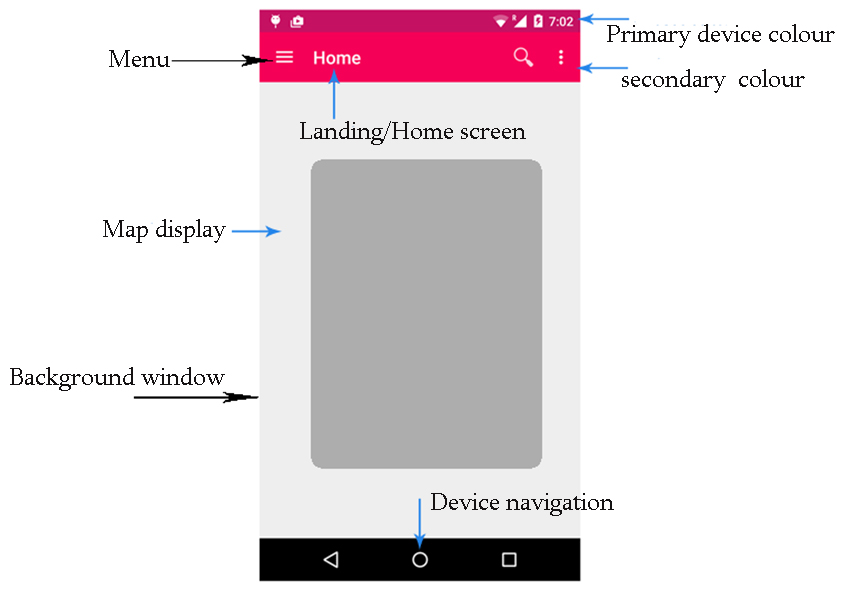 7:02
Primary device colour
Menu
Home
secondary colour
Landing/Home screen
Map display
Background window
Device navigation